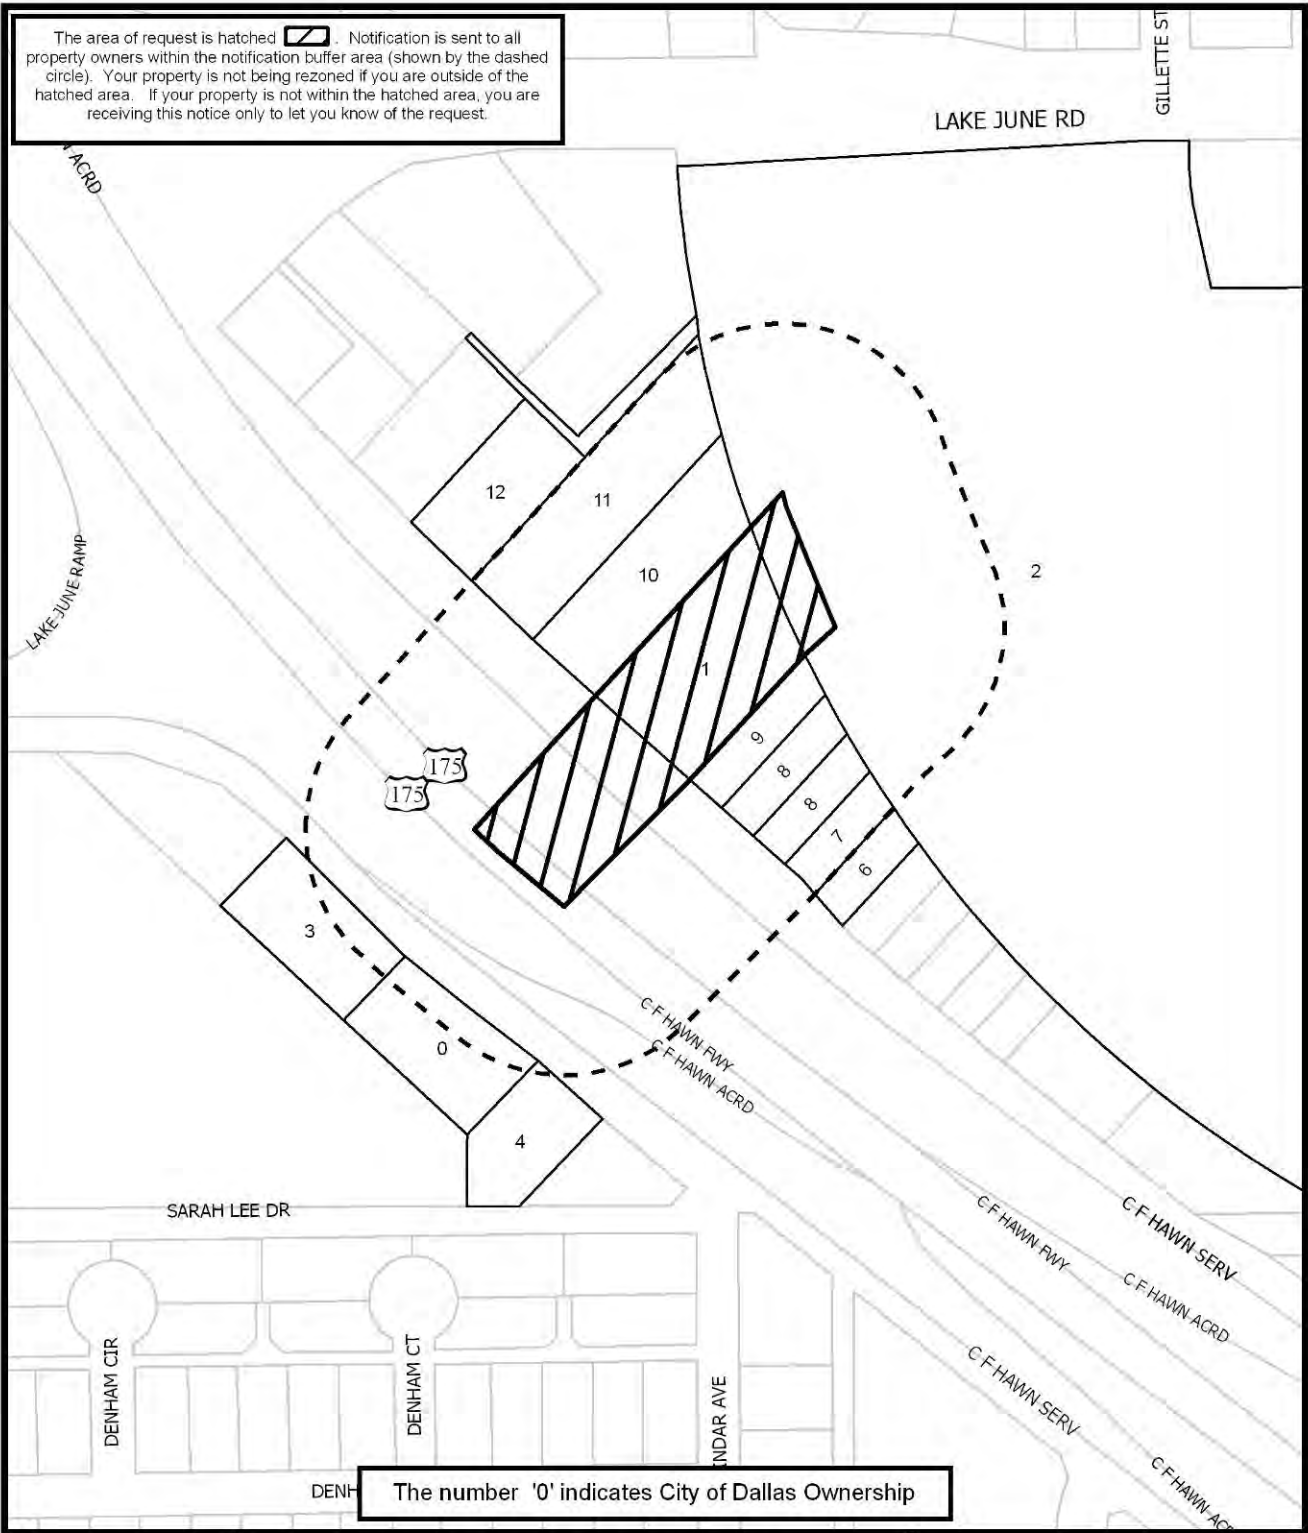 The area of request is hatched . Notification is sent to all
property owners within the notification buffer area (shown by the dashed
circle). Your property is not being rezoned if you are outside of the
hatched area. If your property is not within the hatched area, you are
receiving this notice only to let you know of the request.
GILLETTE ST
LAKE JUNE RD
ACRD
12
11
10
2
LAKE JUNE RAMP
1
9
8
8
7
6
175
175
3
0
4
C F HAWN FWY
C F HAWN ACRD
SARAH LEE DR
C F HAWN FWY
C F HAWN SERV
C F HAWN ACRD
C F HAWN SERV
DENHAM CIR
DENHAM CT
INDAR AVE
C F HAWN ACR
DENH
The number '0' indicates City of Dallas Ownership